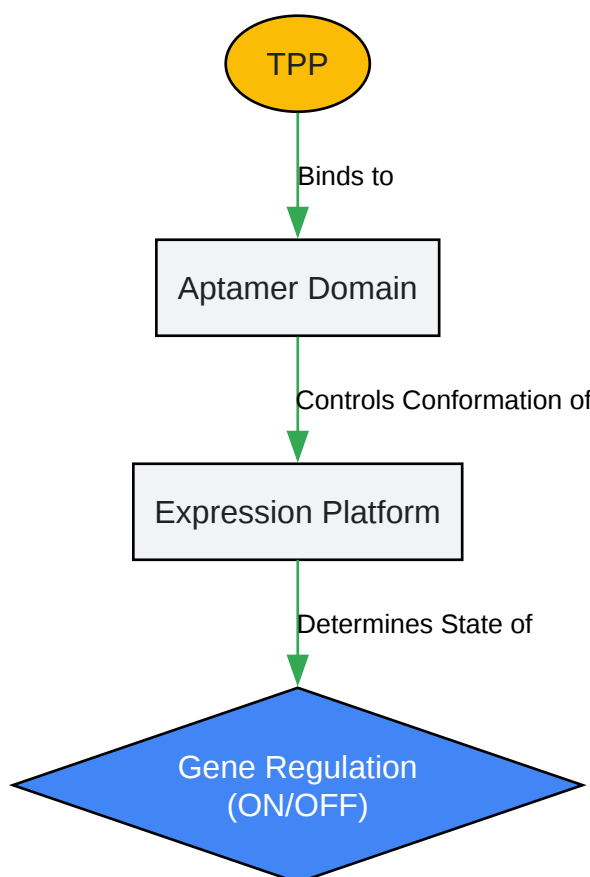 TPP
Binds to
Aptamer Domain
Controls Conformation of
Expression Platform
Determines State of
Gene Regulation
(ON/OFF)